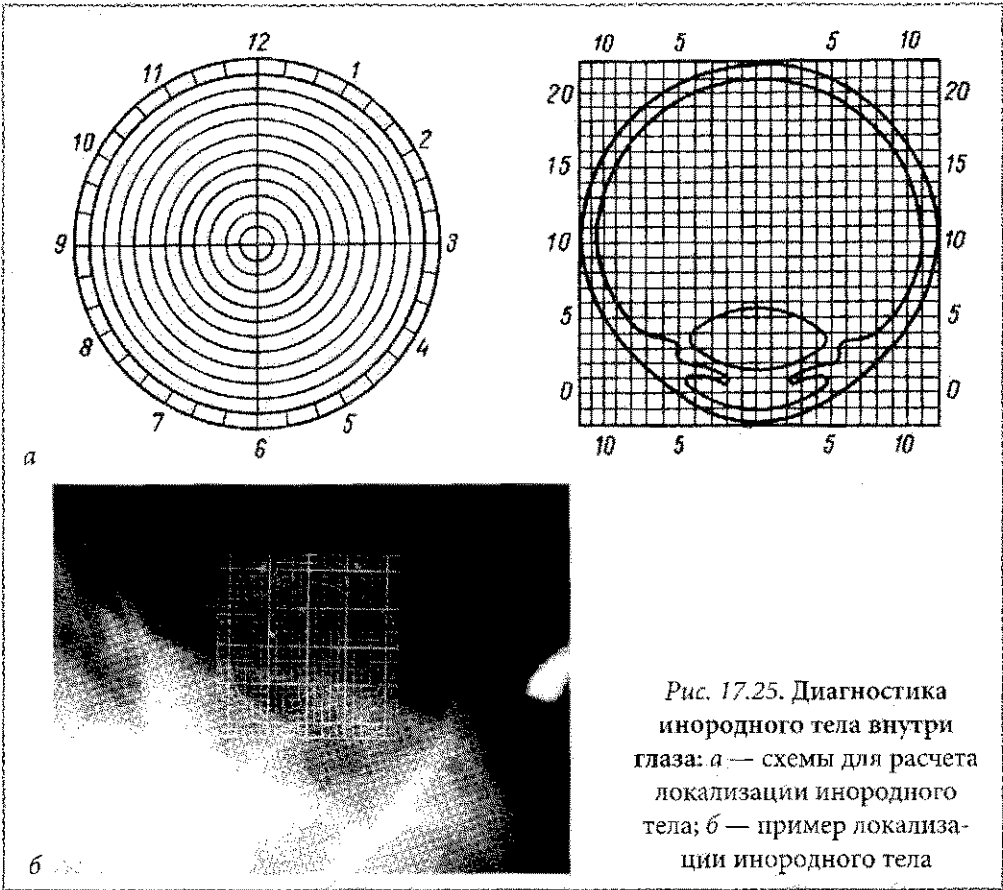 12
11 1
10 2
9 3
8 4
7 5
6
а
10 5 5 10
20 20
15 15
10 10
5 5
0 0
10 5 5 10
б
Рис. 17.25. Диагностика
инородного тела внутри
глаза: а — схемы для расчета
локализации инородного
тела; б — пример локализа-
ции инородного тела